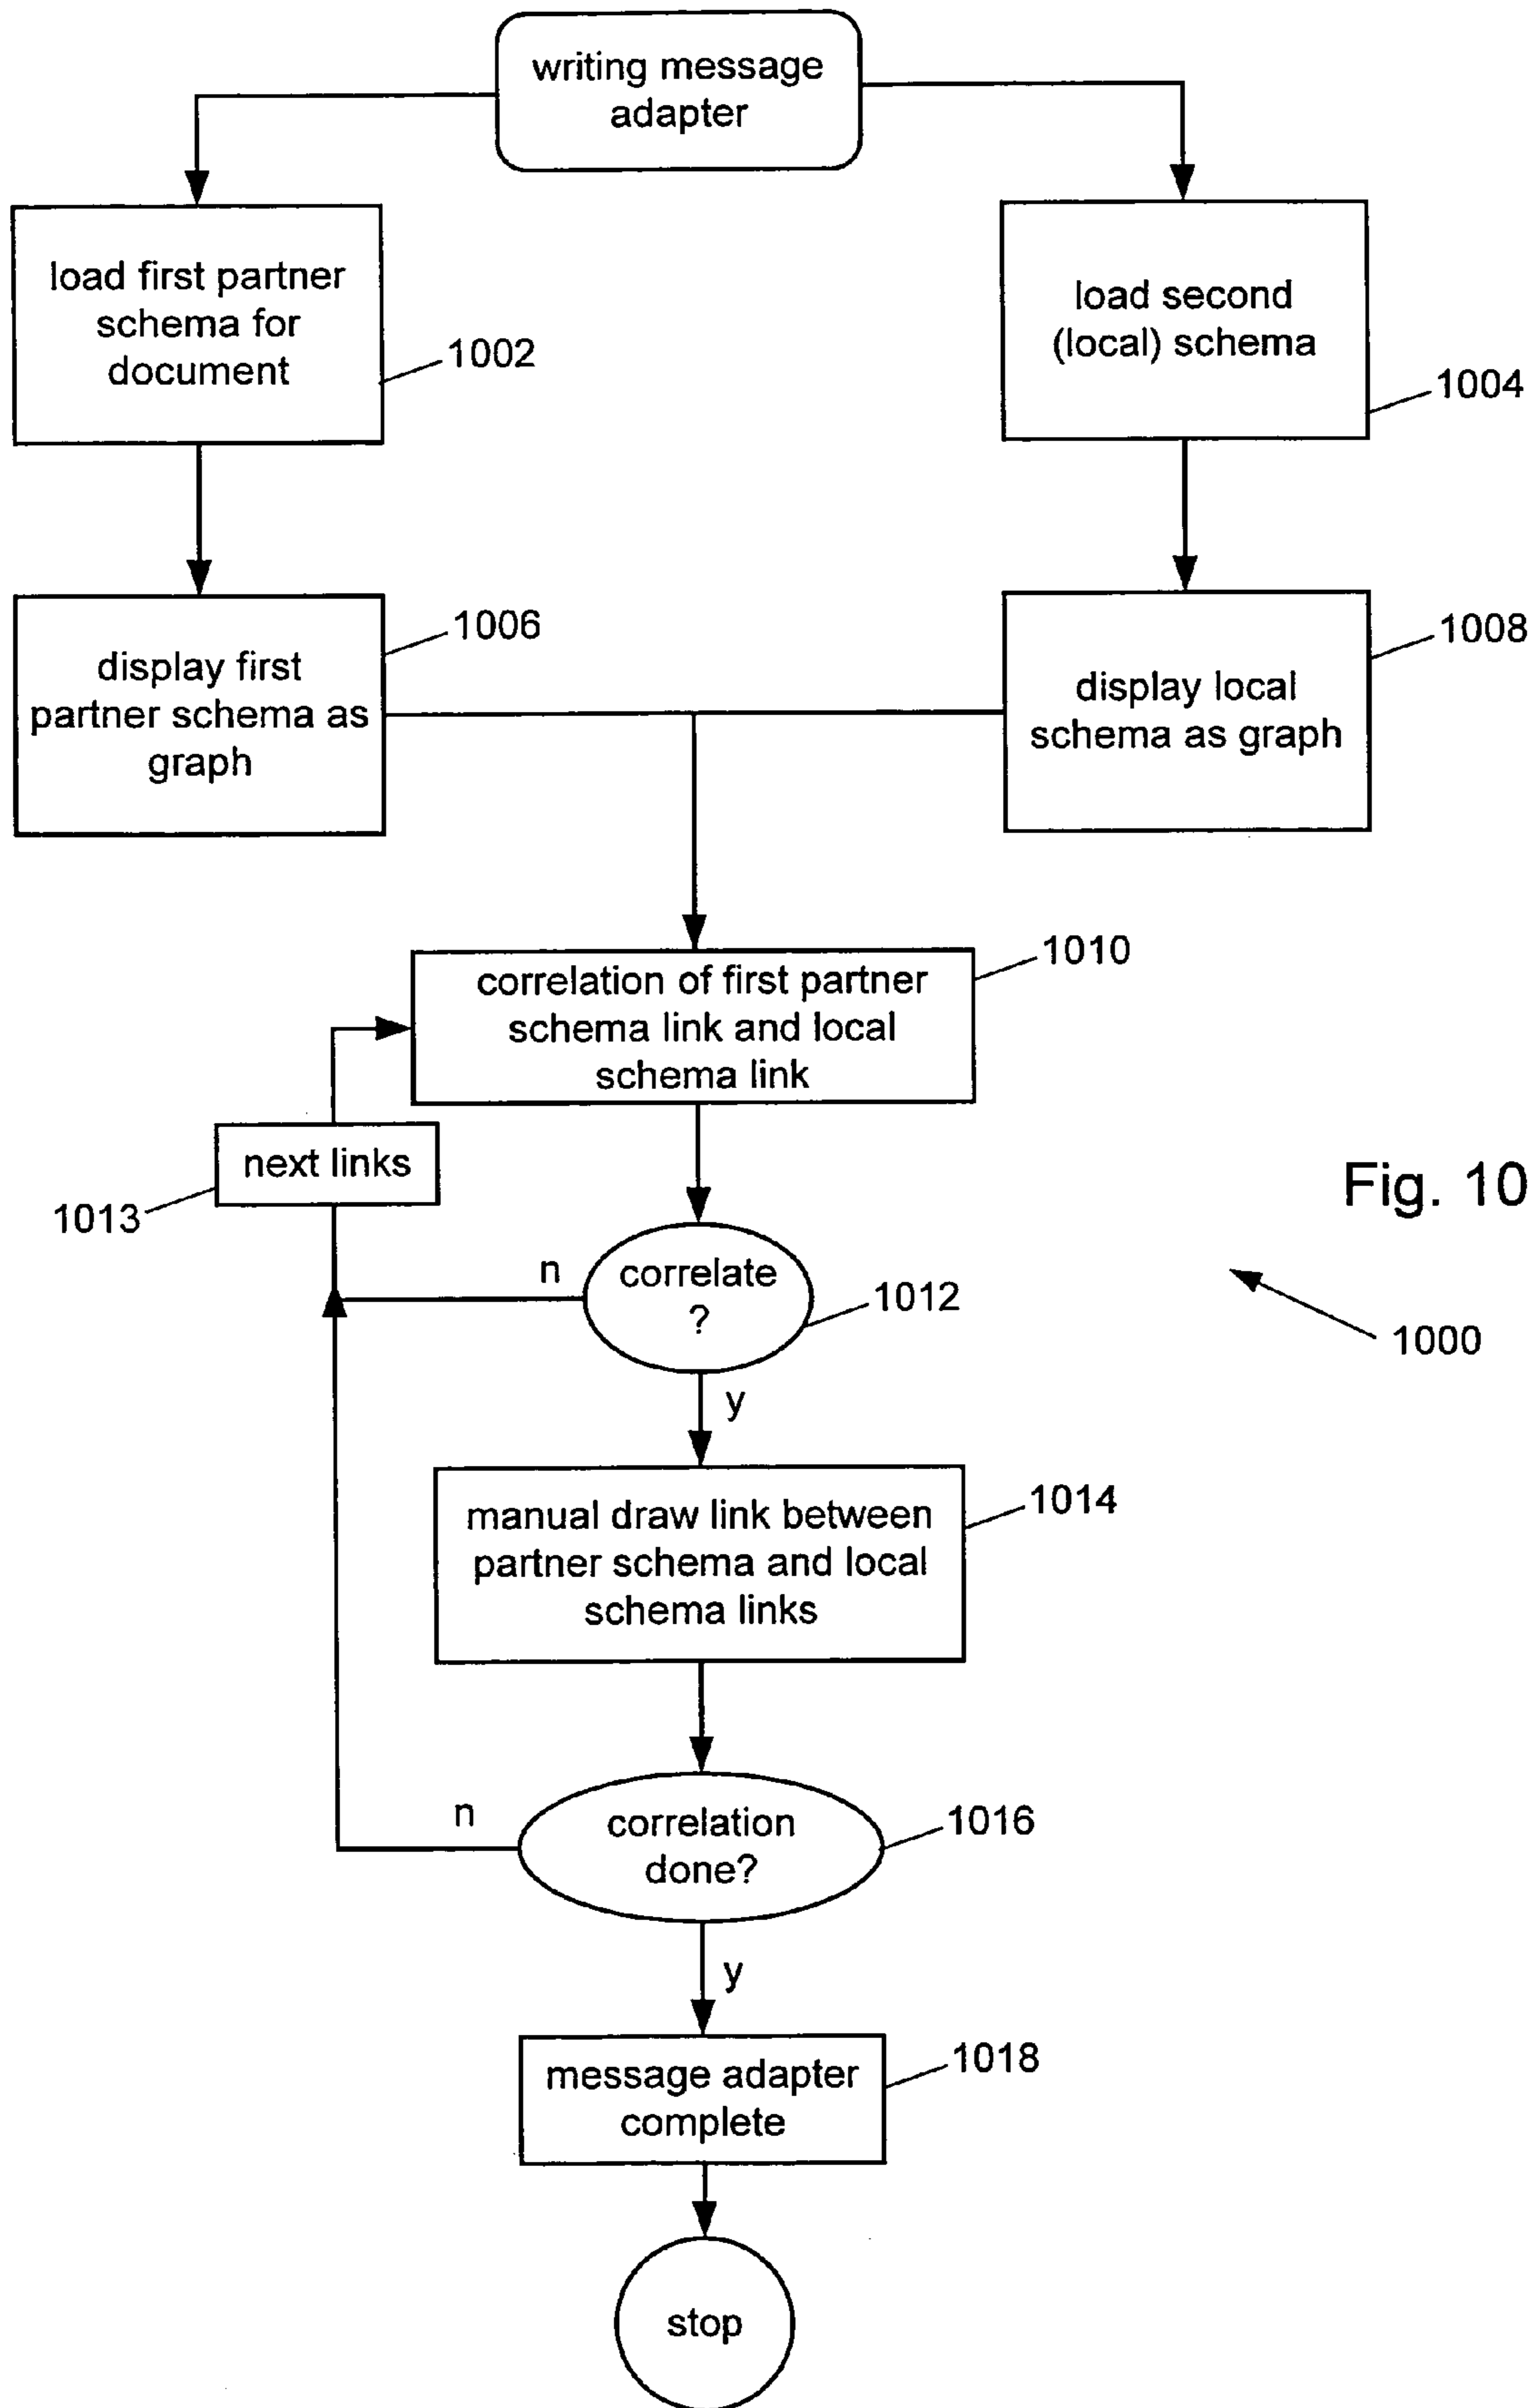 writing message
adapter
load first partner
schema for
document
1002
load second
(local) schema
1004
display first
partner schema as
graph
1006
display local
schema as graph
1008
correlation of first partner
schema link and local
schema link
1010
next links
1013
Fig. 10
correlate
?
n
1012
1000
y
manual draw link between
partner schema and local
schema links
1014
correlation
done?
n
1016
y
message adapter
complete
1018
stop